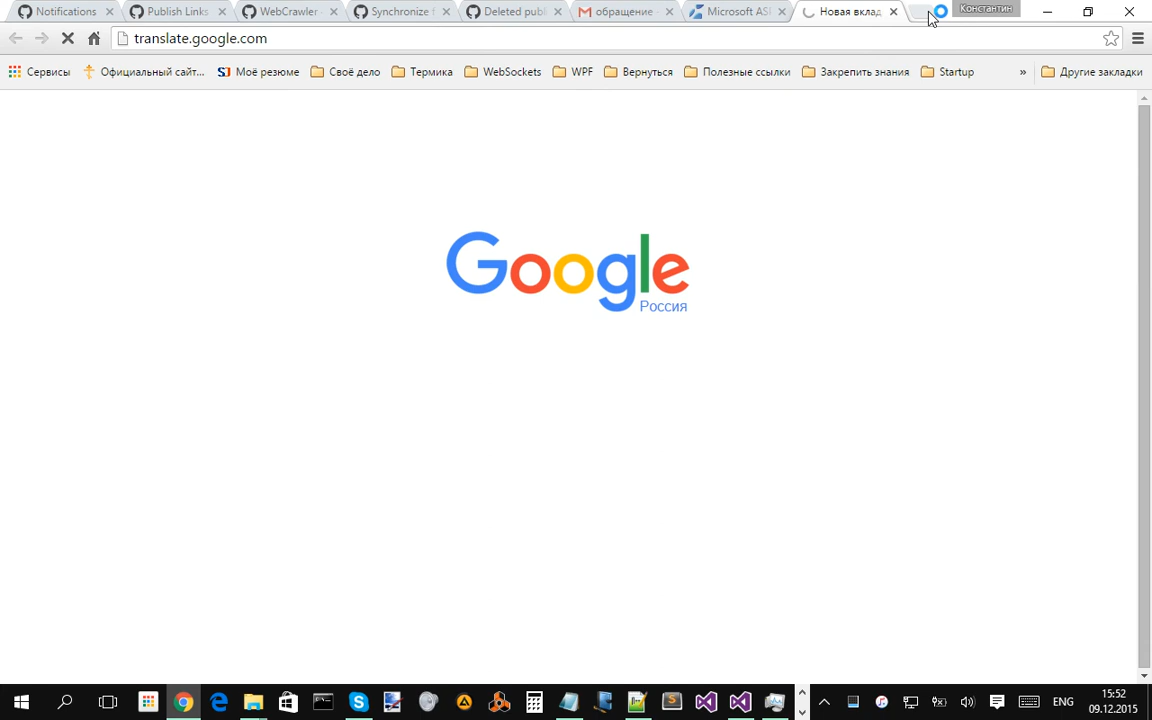 Notifications
Publish Links
WebCrawler
Synchronize
Deleted publ
обращение
Microsoft AS
Новая вклад
Константин
translate.google.com
Сервисы
Официальный сайт...
SJ Моё резюме
Своё дело
Термика
WebSockets
WPF
Вернуться
Полезные ссылки
Закрепить знания
Startup
»
Другие закладки
Google
Россия
ENG
15:52
09.12.2015